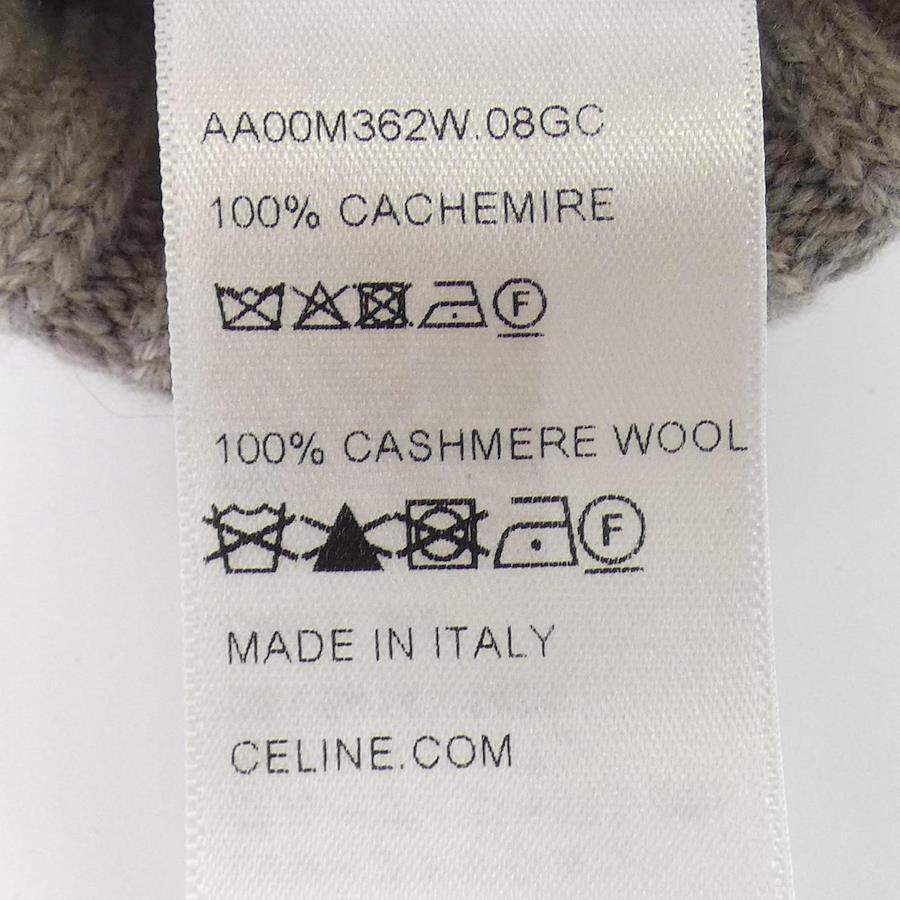 AA00M362W.08GC
100% CACHEMIRE
F
100% CASHMERE WOOL
F
MADE IN ITALY
CELINE.COM